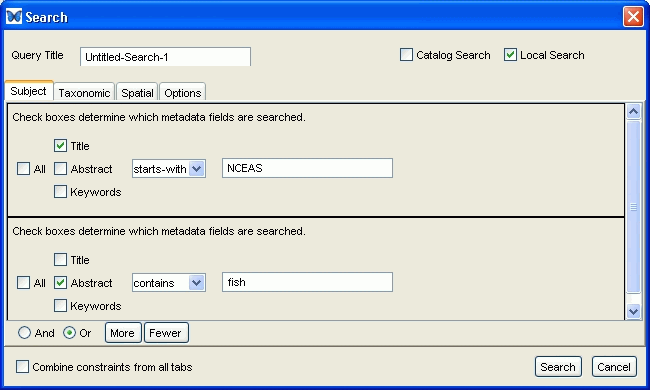 Search
Query Title Untitled-Search-1 Catalog Search Local Search
Subject Taxonomic Spatial Options
Check boxes determine which metadata fields are searched.
Title
All Abstract starts-with NCEAS
Keywords
Check boxes determine which metadata fields are searched.
Title
All Abstract contains fish
Keywords
And Or More Fewer
Combine constraints from all tabs Search Cancel